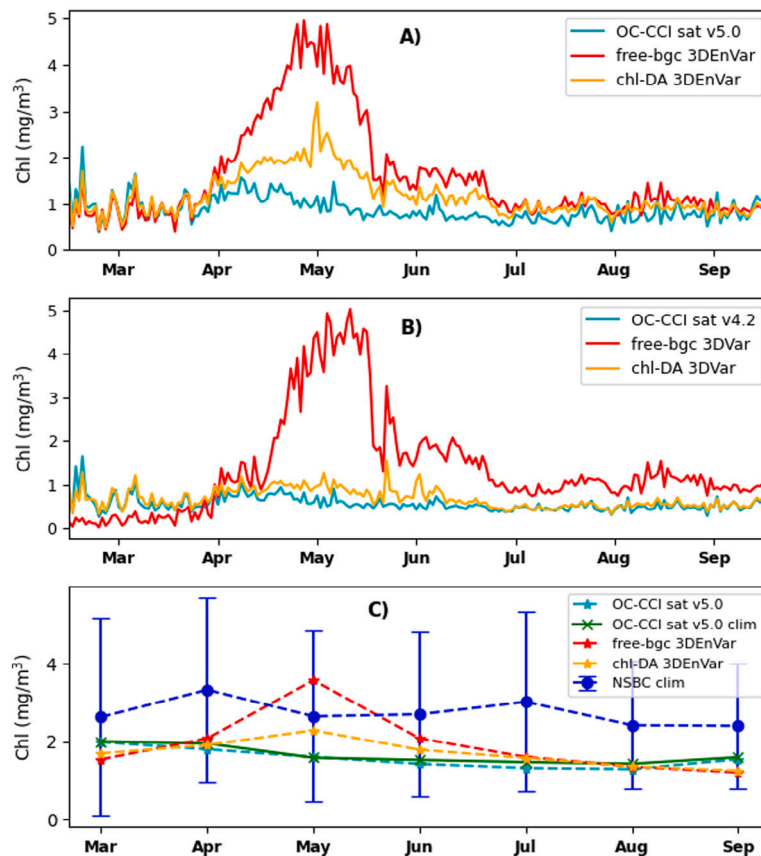 A)
OC-CCI sat v5.0
free-bgc 3DEnVar
chl-DA 3DEnVar
Chl (mg/m³)
5
4
3
2
1
0
Mar Apr May Jun Jul Aug Sep
B)
OC-CCI sat v4.2
free-bgc 3DVar
chl-DA 3DVar
Chl (mg/m³)
5
4
3
2
1
0
Mar Apr May Jun Jul Aug Sep
C)
OC-CCI sat v5.0
OC-CCI sat v5.0 clim
free-bgc 3DEnVar
chl-DA 3DEnVar
NSBC clim
Chl (mg/m³)
4
2
0
Mar Apr May Jun Jul Aug Sep